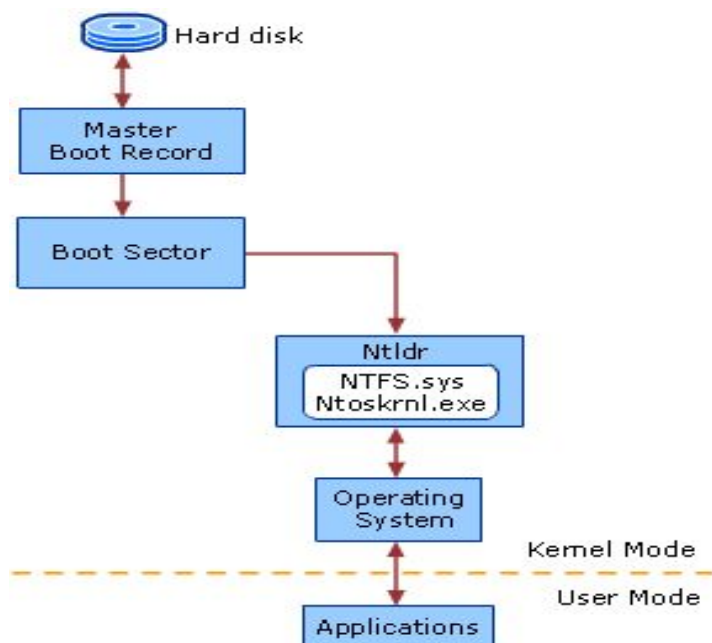 Hard disk
Master
Boot Record
Boot Sector
Ntldr
NTFS.sys
Ntoskrnl.exe
Operating
System
Kernel Mode
User Mode
Applications